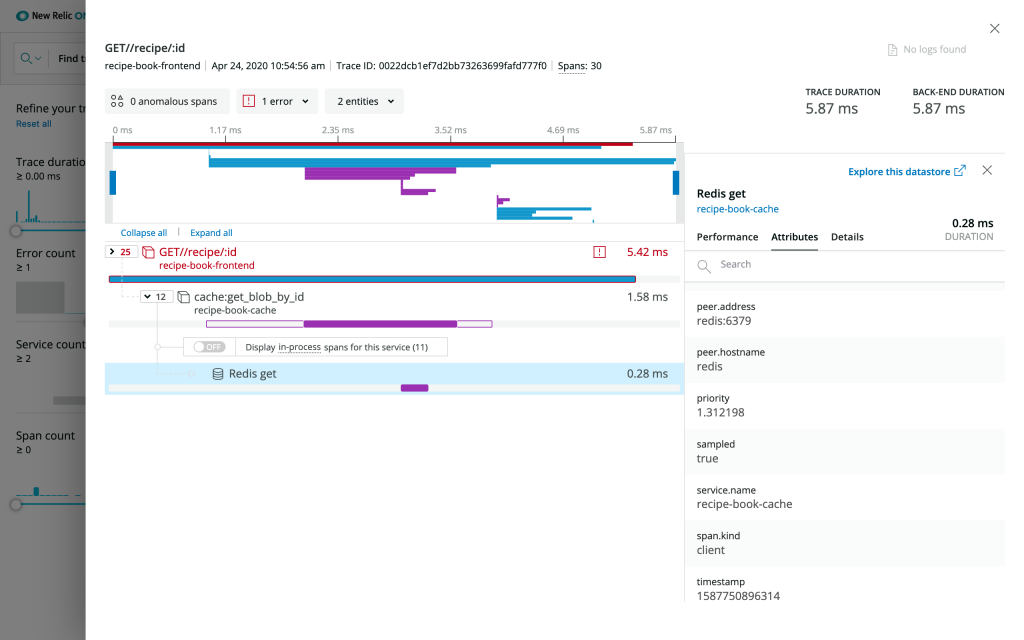 New Relic ON
Find t
Refine your tr
Reset all
Trace duratio
≥ 0.00 ms
Error count
≥ 1
Service count
≥ 2
Span count
≥ 0
GET//recipe/:id
recipe-book-frontend | Apr 24, 2020 10:54:56 am | Trace ID: 0022dcb1ef7d2bb73263699fafd777f0 | Spans: 30
No logs found
0 anomalous spans
1 error
2 entities
TRACE DURATION
5.87 ms
BACK-END DURATION
5.87 ms
0 ms 1.17 ms 2.35 ms 3.52 ms 4.69 ms 5.87 ms
Collapse all | Expand all
25 GET//recipe/:id 5.42 ms
recipe-book-frontend
12 cache:get_blob_by_id 1.58 ms
recipe-book-cache
OFF Display in-process spans for this service (11)
Redis get 0.28 ms
Explore this datastore
Redis get
recipe-book-cache
0.28 ms
DURATION
Performance Attributes Details
Search
peer.address
redis:6379
peer.hostname
redis
priority
1.312198
sampled
true
service.name
recipe-book-cache
span.kind
client
timestamp
1587750896314